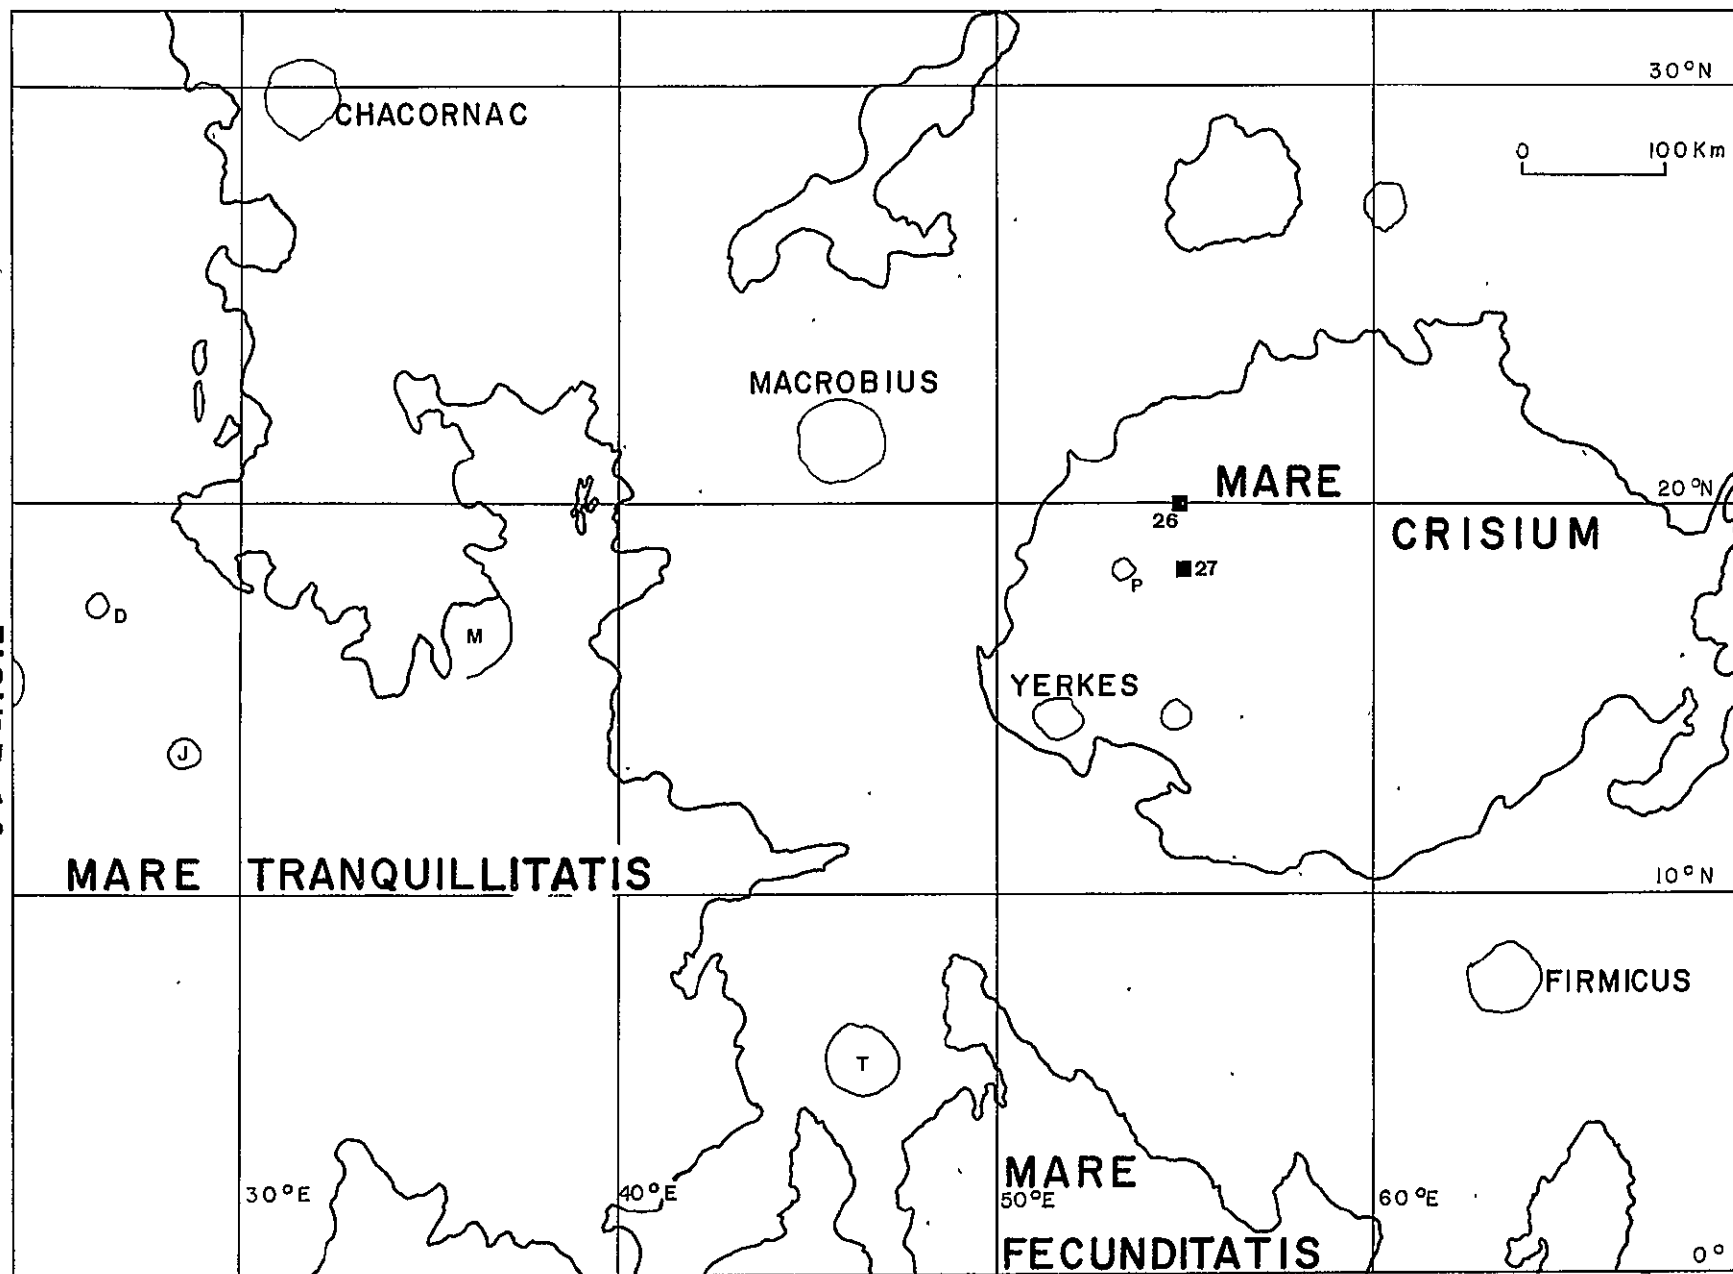 30°N
CHACORNAC
0 100 Km
MACROBIUS
MARE
20°N
26
CRISIUM
27
P
D
M
YERKES
J
MARE TRANQUILLITATIS
10°N
FIRMICUS
T
MARE
30°E
40°E
50°E
60°E
FECUNDITATIS
0°